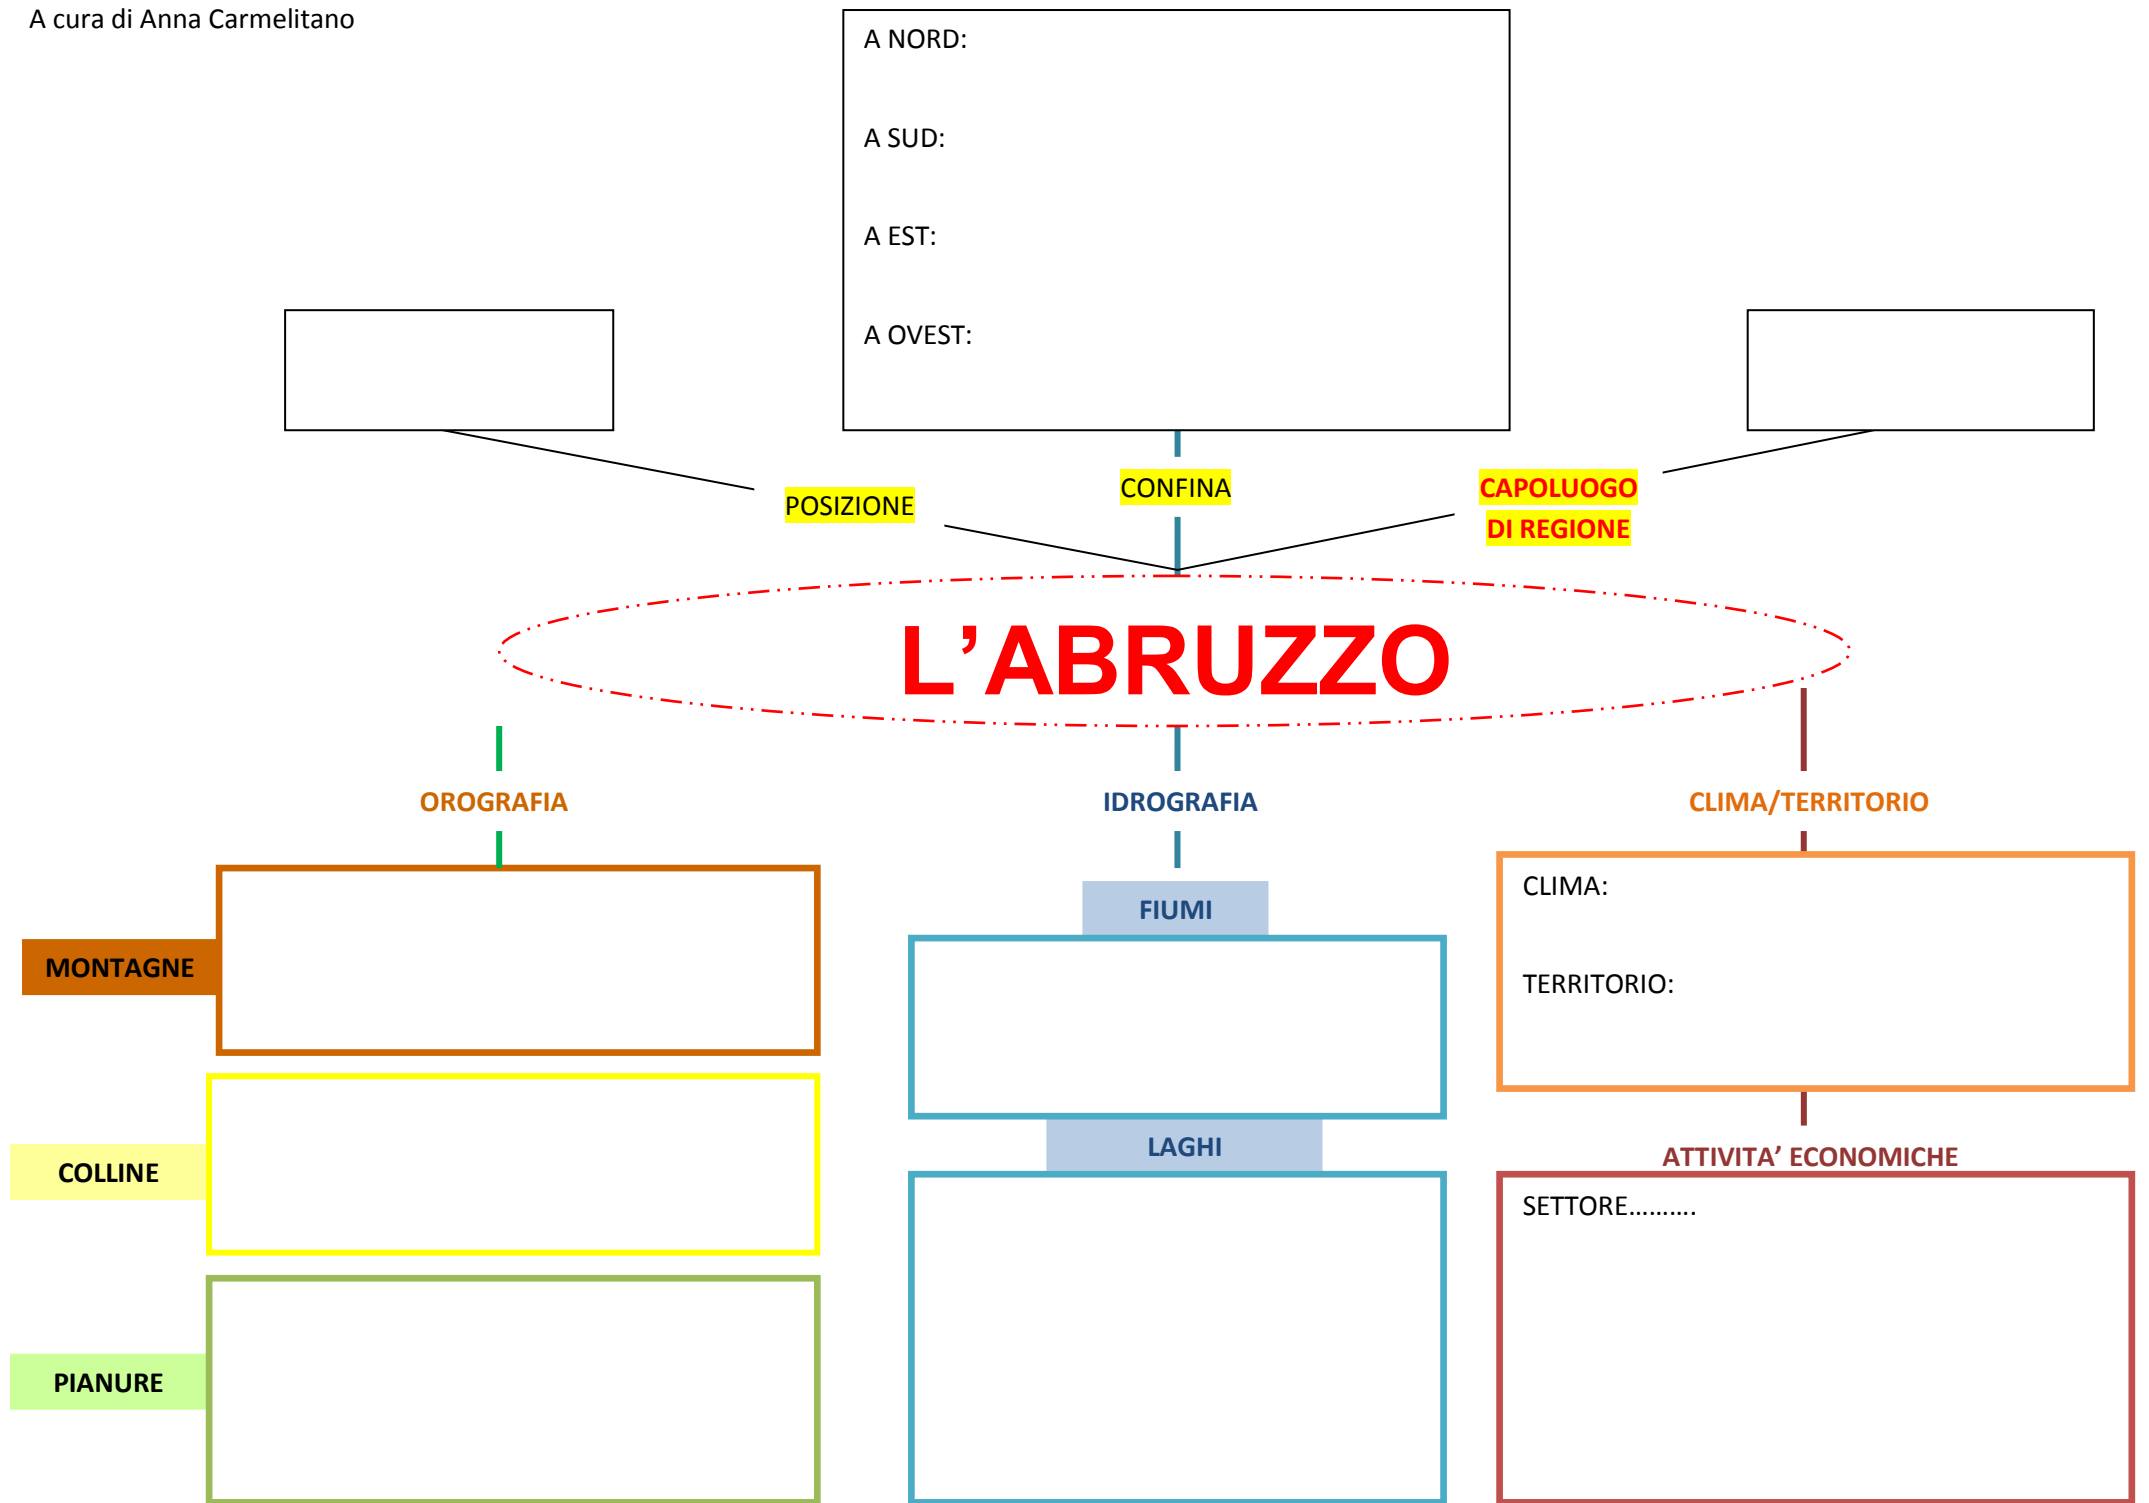 A cura di Anna Carmelitano
A NORD:
A SUD:
A EST:
A OVEST:
POSIZIONE
CONFINA
CAPOLUOGO
DI REGIONE
L’ABRUZZO
OROGRAFIA
IDROGRAFIA
CLIMA/TERRITORIO
MONTAGNE
COLLINE
PIANURE
FIUMI
LAGHI
CLIMA:
TERRITORIO:
ATTIVITA’ ECONOMICHE
SETTORE……….